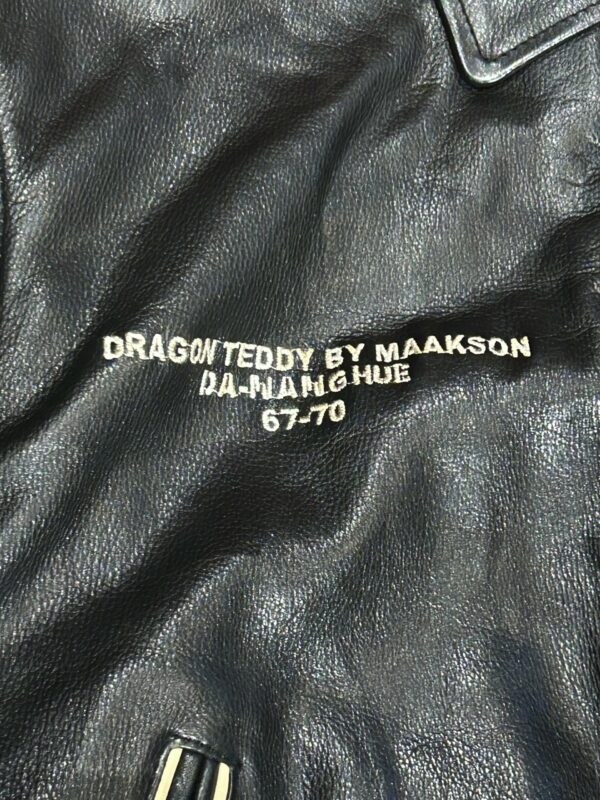 DRAGON TEDDY BY MAAKSON
DA-NANG HUE
67-70